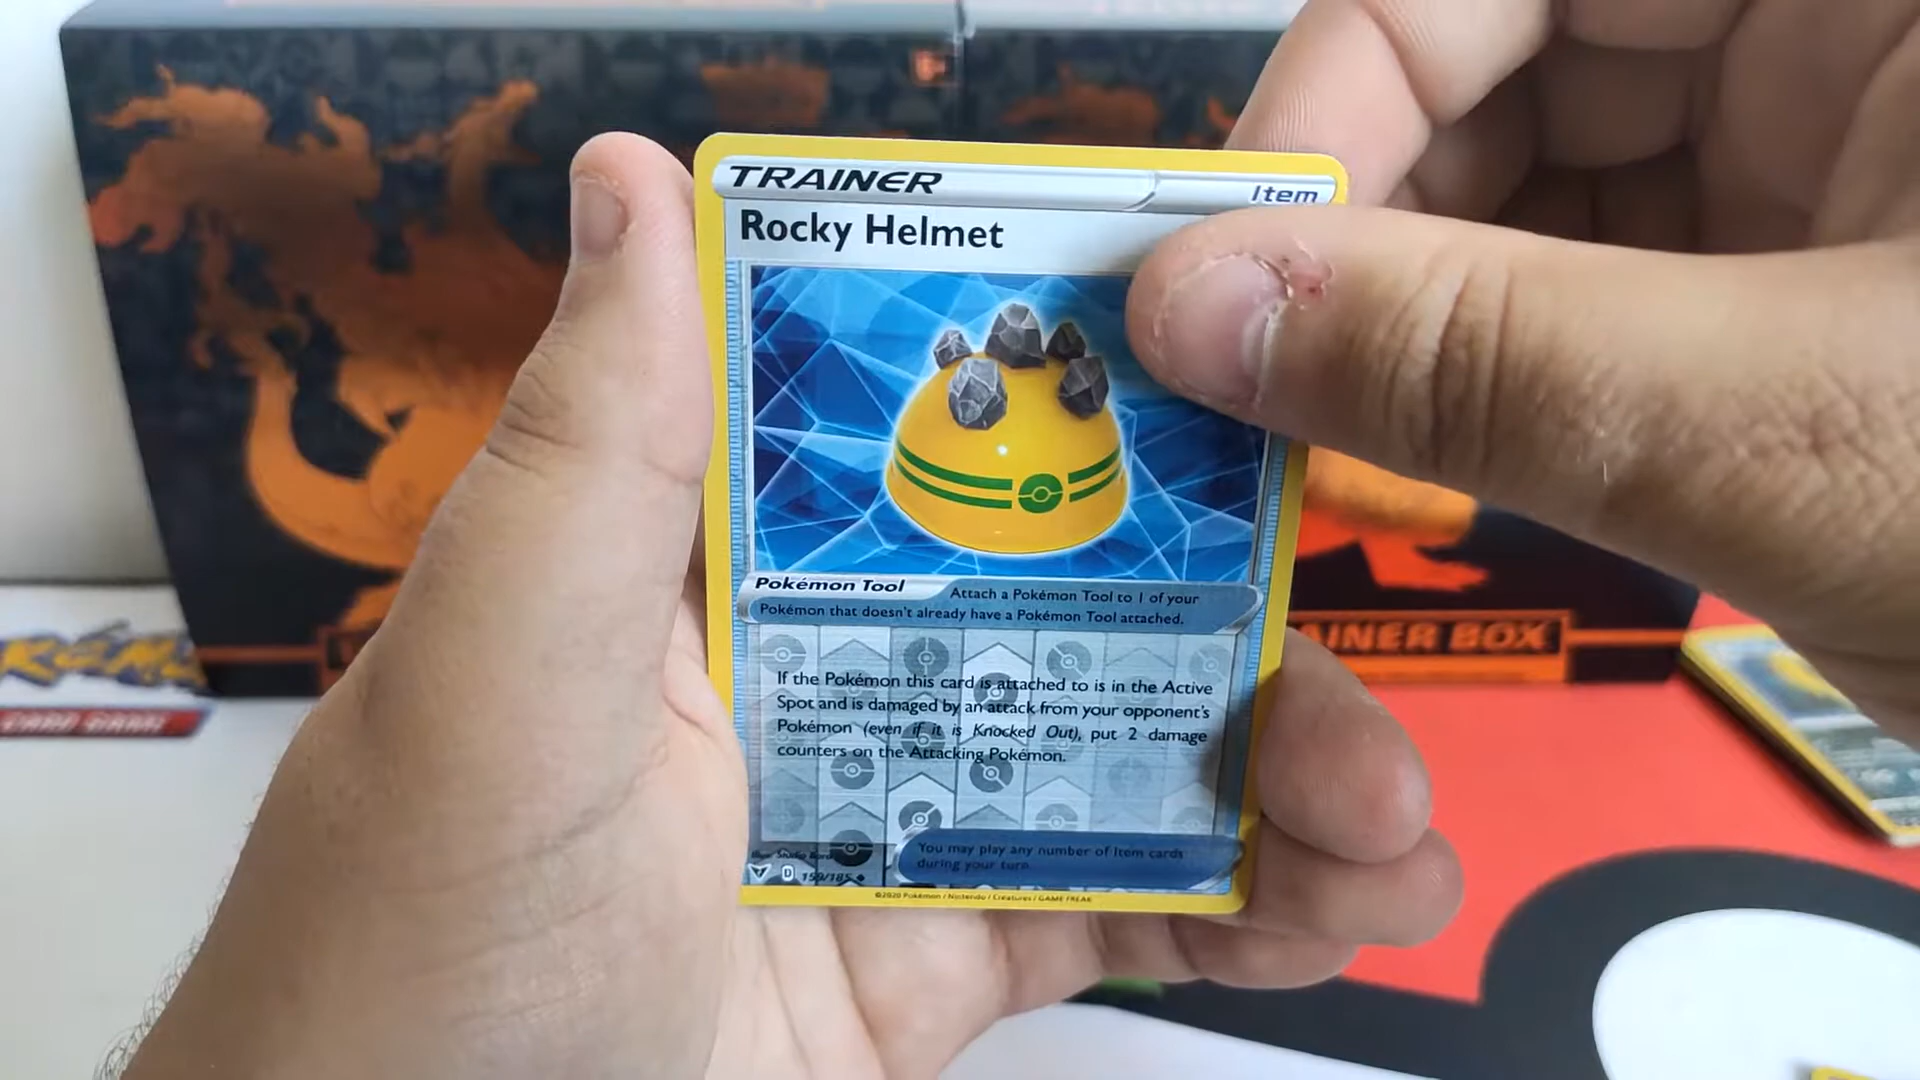 TRAINER
Item
Rocky Helmet
Pokémon Tool
Attach a Pokémon Tool to 1 of your
Pokémon that doesn't already have a Pokémon Tool attached.
If the Pokémon this card is attached to is in the Active
Spot and is damaged by an attack from your opponent's
Pokémon (even if it is Knocked Out), put 2 damage
counters on the Attacking Pokémon.
You may play any number of Item cards
during your turn.
D 159/185
©2020 Pokémon / Nintendo / Creatures / GAME FREAK
AINER BOX
CARD GAME